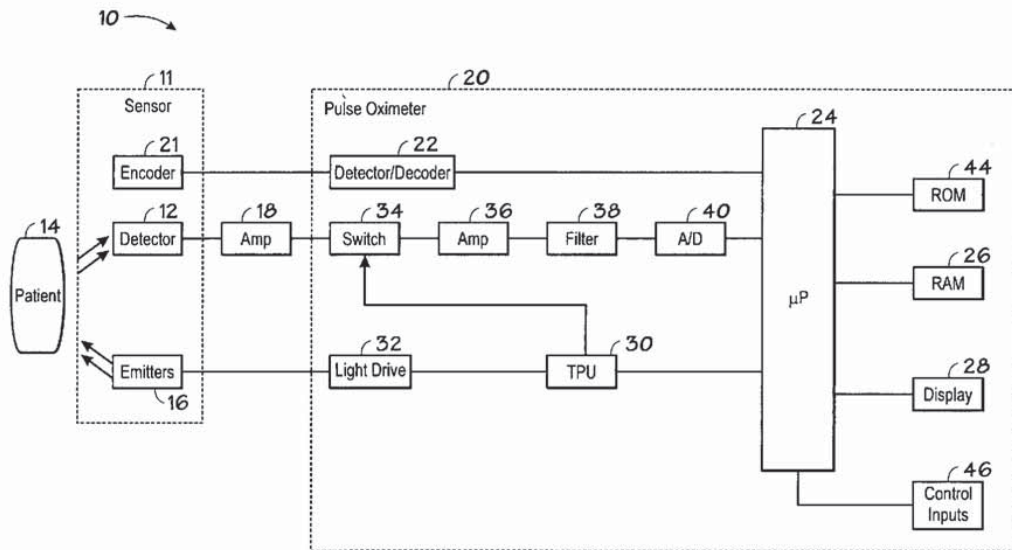 10
11
Sensor
20
Pulse Oximeter
21
Encoder
22
Detector/Decoder
24
μP
44
ROM
14
Patient
12
Detector
18
Amp
34
Switch
36
Amp
38
Filter
40
A/D
26
RAM
Emitters
16
32
Light Drive
30
TPU
28
Display
46
Control
Inputs